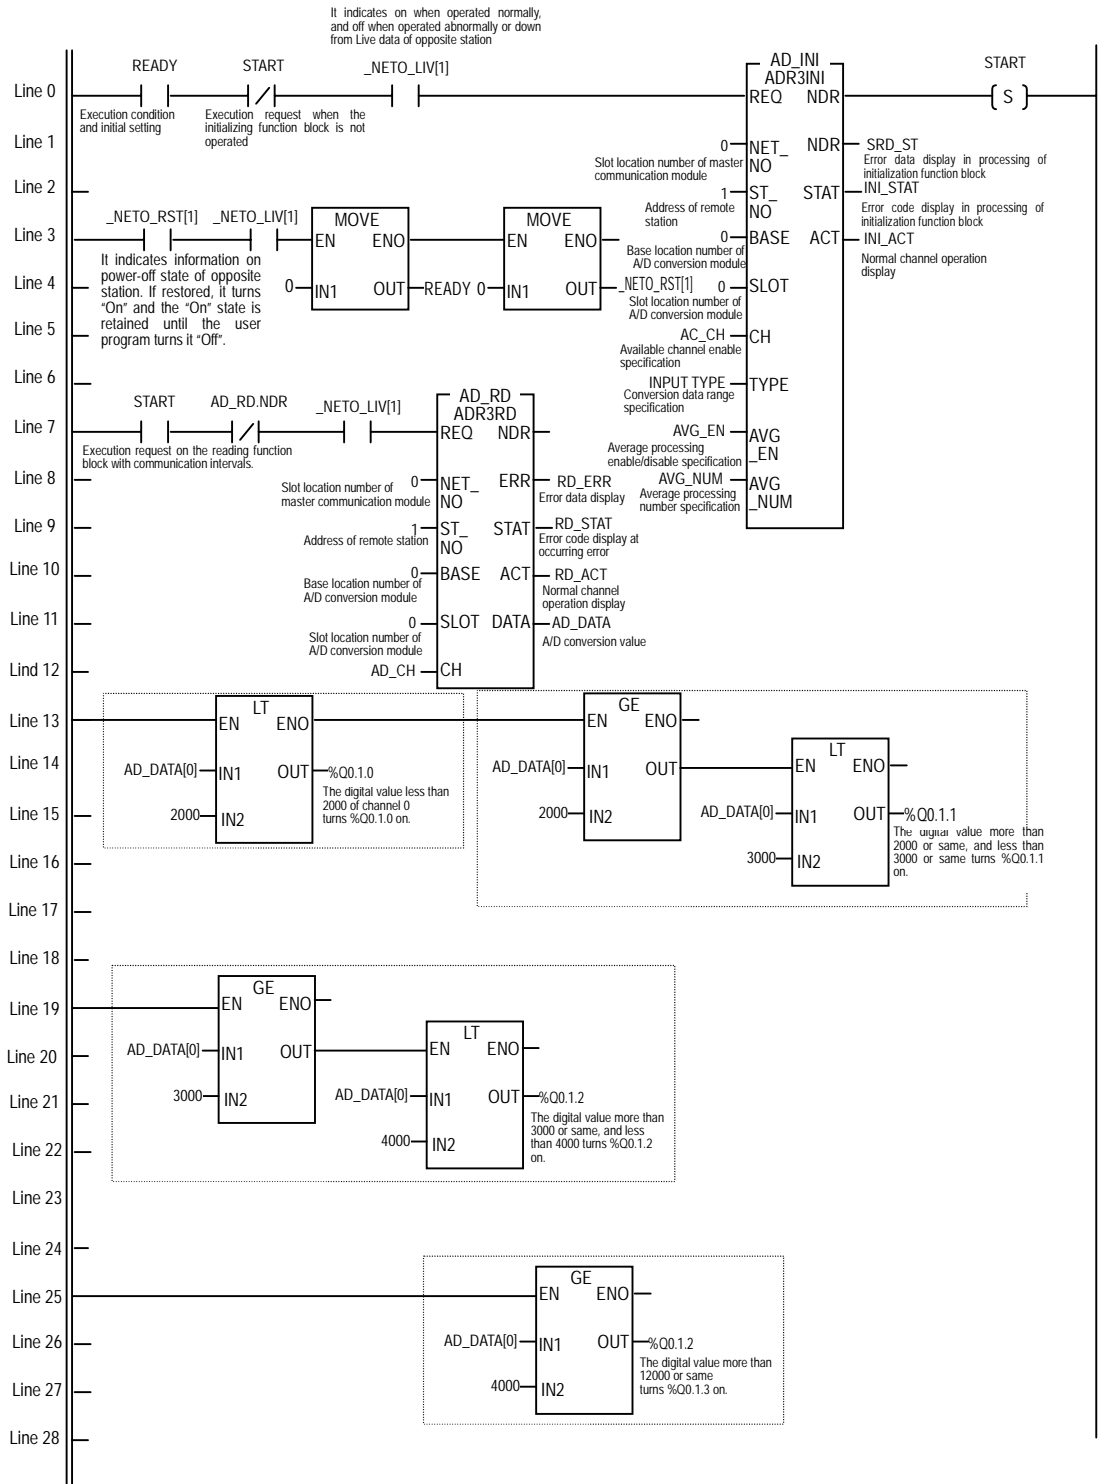 It indicates on when operated normally,
and off when operated abnormally or down
from Live data of opposite station
READY
START
_NETO_LIV[1]
AD_INI
ADR3INI
START
Line 0
REQ NDR
S
Execution condition
and initial setting
Execution request when the
initializing function block is not
operated
Line 1
0
NET_
NO
NDR
SRD_ST
Slot location number of master
communication module
Error data display in processing of
initialization function block
Line 2
1
ST_
NO
STAT
INI_STAT
Address of remote
station
Error code display in processing of
initialization function block
_NETO_RST[1]
_NETO_LIV[1]
MOVE
MOVE
Line 3
EN ENO
EN ENO
0
BASE ACT
INI_ACT
Base location number of
A/D conversion module
Normal channel operation
display
It indicates information on
power-off state of opposite
station. If restored, it turns
“On” and the “On” state is
retained until the user
program turns it “Off”.
Line 4
0
IN1 OUT
READY 0
IN1 OUT
_NETO_RST[1]
0
SLOT
Slot location number of
A/D conversion module
Line 5
AC_CH
CH
Available channel enable
specification
Line 6
INPUT TYPE
TYPE
Conversion data range
specification
START
AD_RD.NDR
_NETO_LIV[1]
AD_RD
ADR3RD
Line 7
REQ NDR
AVG_EN
AVG
_EN
Execution request on the reading function
block with communication intervals.
Average processing
enable/disable specification
Line 8
0
NET_
NO
ERR
RD_ERR
Slot location number of
master communication module
Error data display
AVG_NUM
AVG
_NUM
Average processing
number specification
Line 9
1
ST_
NO
STAT
RD_STAT
Address of remote station
Error code display at
occurring error
Line 10
0
BASE ACT
RD_ACT
Base location number of
A/D conversion module
Normal channel
operation display
Line 11
0
SLOT DATA
AD_DATA
Slot location number of
A/D conversion module
A/D conversion value
Lind 12
AD_CH
CH
Line 13
LT
EN ENO
GE
EN ENO
Line 14
AD_DATA[0]
IN1 OUT
%Q0.1.0
AD_DATA[0]
IN1 OUT
LT
EN ENO
The digital value less than
2000 of channel 0
turns %Q0.1.0 on.
Line 15
2000
IN2
2000
IN2
AD_DATA[0]
IN1 OUT
%Q0.1.1
The digital value more than
2000 or same, and less than
3000 or same turns %Q0.1.1
on.
Line 16
3000
IN2
Line 17
Line 18
Line 19
GE
EN ENO
Line 20
AD_DATA[0]
IN1 OUT
LT
EN ENO
Line 21
3000
IN2
AD_DATA[0]
IN1 OUT
%Q0.1.2
The digital value more than
3000 or same, and less
than 4000 turns %Q0.1.2
on.
Line 22
4000
IN2
Line 23
Line 24
Line 25
GE
EN ENO
Line 26
AD_DATA[0]
IN1 OUT
%Q0.1.2
The digital value more than
12000 or same
turns %Q0.1.3 on.
Line 27
4000
IN2
Line 28